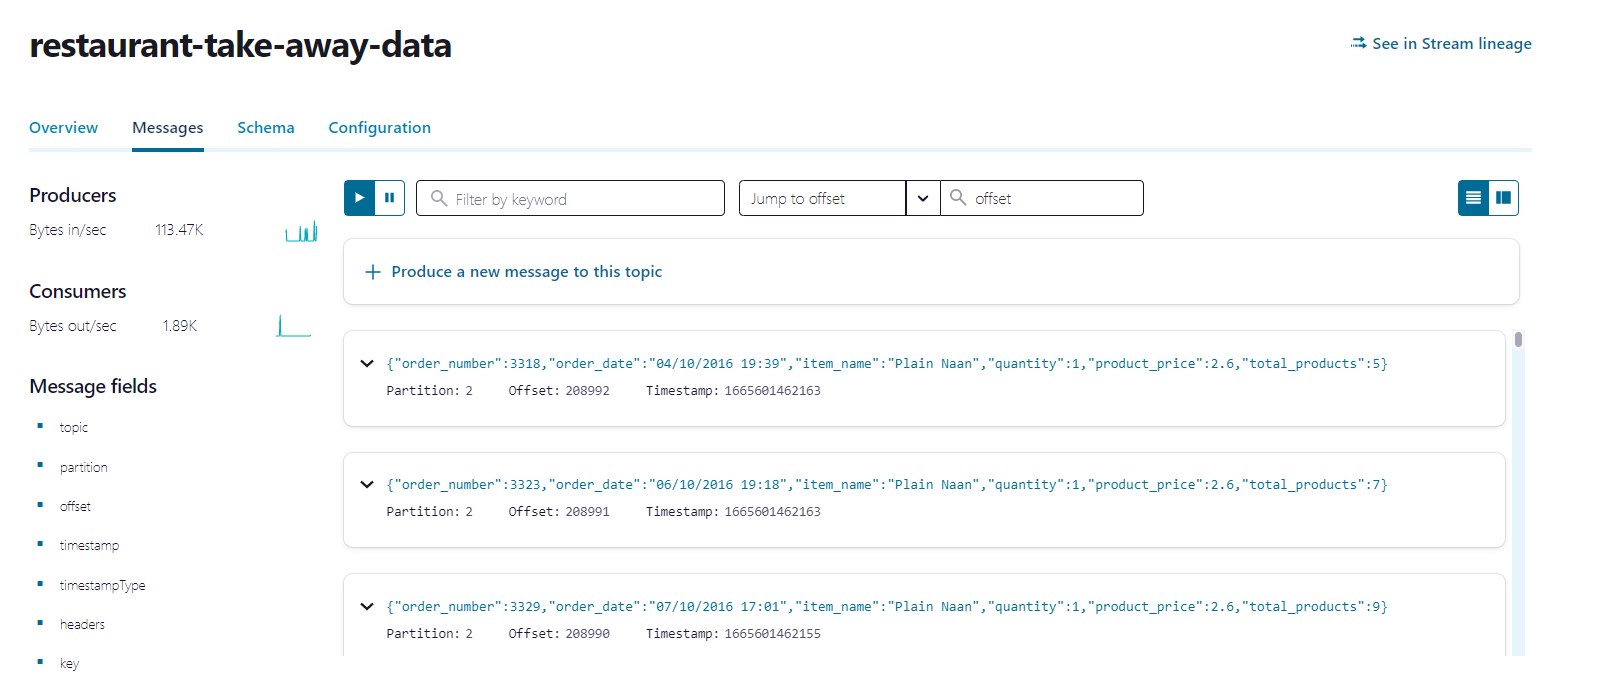 restaurant-take-away-data
See in Stream lineage
Overview Messages Schema Configuration
Producers
Bytes in/sec 113.47K
Consumers
Bytes out/sec 1.89K
Message fields
topic
partition
offset
timestamp
timestampType
headers
key
Filter by keyword
Jump to offset
offset
Produce a new message to this topic
{"order_number":3318,"order_date":"04/10/2016 19:39","item_name":"Plain Naan","quantity":1,"product_price":2.6,"total_products":5}
Partition: 2 Offset: 208992 Timestamp: 1665601462163
{"order_number":3323,"order_date":"06/10/2016 19:18","item_name":"Plain Naan","quantity":1,"product_price":2.6,"total_products":7}
Partition: 2 Offset: 208991 Timestamp: 1665601462163
{"order_number":3329,"order_date":"07/10/2016 17:01","item_name":"Plain Naan","quantity":1,"product_price":2.6,"total_products":9}
Partition: 2 Offset: 208990 Timestamp: 1665601462155